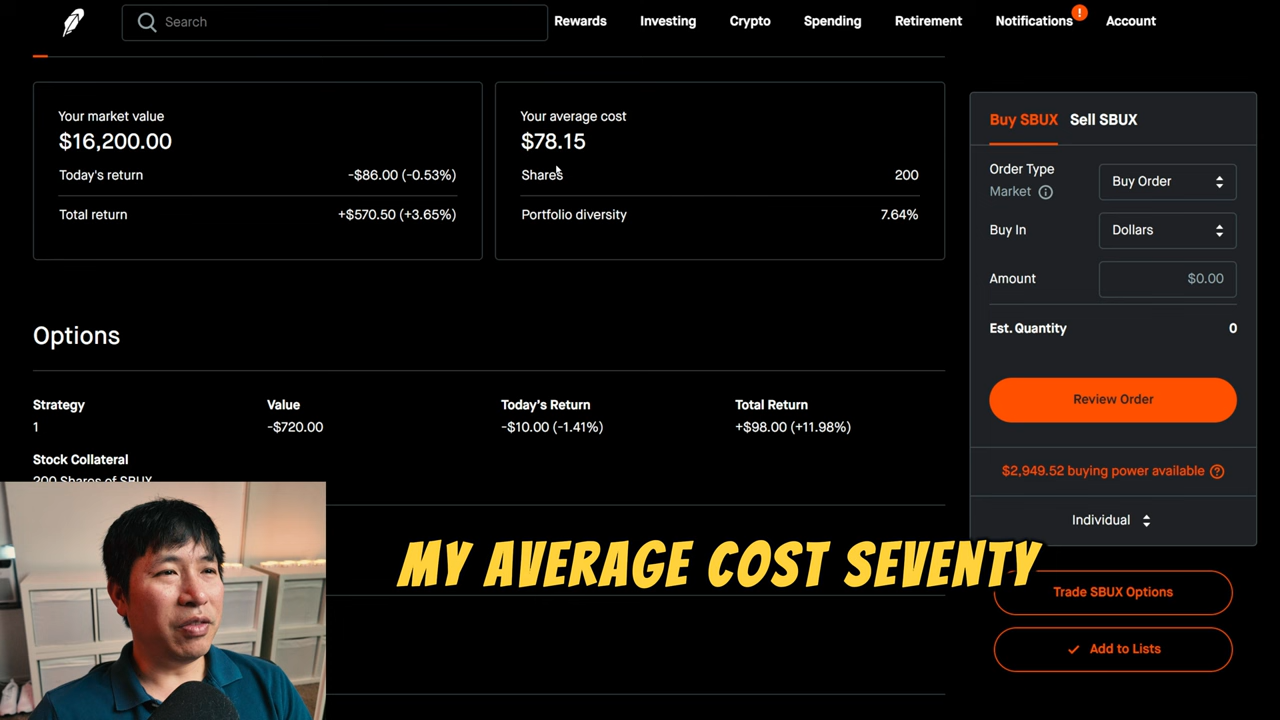 Search
Rewards
Investing
Crypto
Spending
Retirement
Notifications
!
Account
Your market value
$16,200.00
Today's return
-$86.00 (-0.53%)
Total return
+$570.50 (+3.65%)
Your average cost
$78.15
Shares
200
Portfolio diversity
7.64%
Buy SBUX
Sell SBUX
Order Type
Market
Buy Order
Buy In
Dollars
Amount
$0.00
Est. Quantity
0
Review Order
$2,949.52 buying power available
Individual
Trade SBUX Options
Add to Lists
Options
Strategy
Value
Today's Return
Total Return
1
-$720.00
-$10.00 (-1.41%)
+$98.00 (+11.98%)
Stock Collateral
200 Shares of SBUX
MY AVERAGE COST SEVENTY